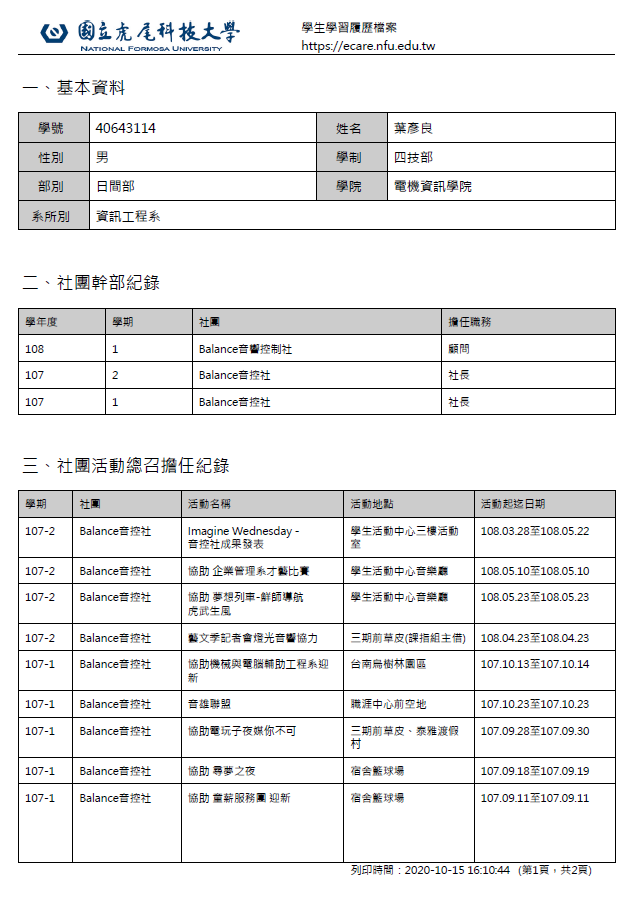 國立虎尾科技大學
NATIONAL FORMOSA UNIVERSITY
學生學習履歷檔案
https://ecare.nfu.edu.tw
一、基本資料
學號 40643114 姓名 葉彥良
性別 男 學制 四技部
部別 日間部 學院 電機資訊學院
系所別 資訊工程系
二、社團幹部紀錄
學年度 學期 社團 擔任職務
108 1 Balance音響控制社 顧問
107 2 Balance音控社 社長
107 1 Balance音控社 社長
三、社團活動總召擔任紀錄
學期 社團 活動名稱 活動地點 活動起迄日期
107-2 Balance音控社 Imagine Wednesday - 學生活動中心三樓活動 108.03.28至108.05.22
音控社成果發表 室
107-2 Balance音控社 協助 企業管理系才藝比賽 學生活動中心音樂廳 108.05.10至108.05.10
107-2 Balance音控社 協助 夢想列車-鮮師導航 學生活動中心音樂廳 108.05.23至108.05.23
虎武生風
107-2 Balance音控社 藝文季記者會燈光音響協力 三期前草皮(課指組主借) 108.04.23至108.04.23
107-1 Balance音控社 協助機械與電腦輔助工程系迎 台南烏樹林園區 107.10.13至107.10.14
新
107-1 Balance音控社 音雄聯盟 職涯中心前空地 107.10.23至107.10.23
107-1 Balance音控社 協助電玩子夜媒你不可 三期前草皮、泰雅渡假 107.09.28至107.09.30
村
107-1 Balance音控社 協助 尋夢之夜 宿舍籃球場 107.09.18至107.09.19
107-1 Balance音控社 協助 童薪服務團 迎新 宿舍籃球場 107.09.11至107.09.11
列印時間：2020-10-15 16:10:44 (第1頁，共2頁)